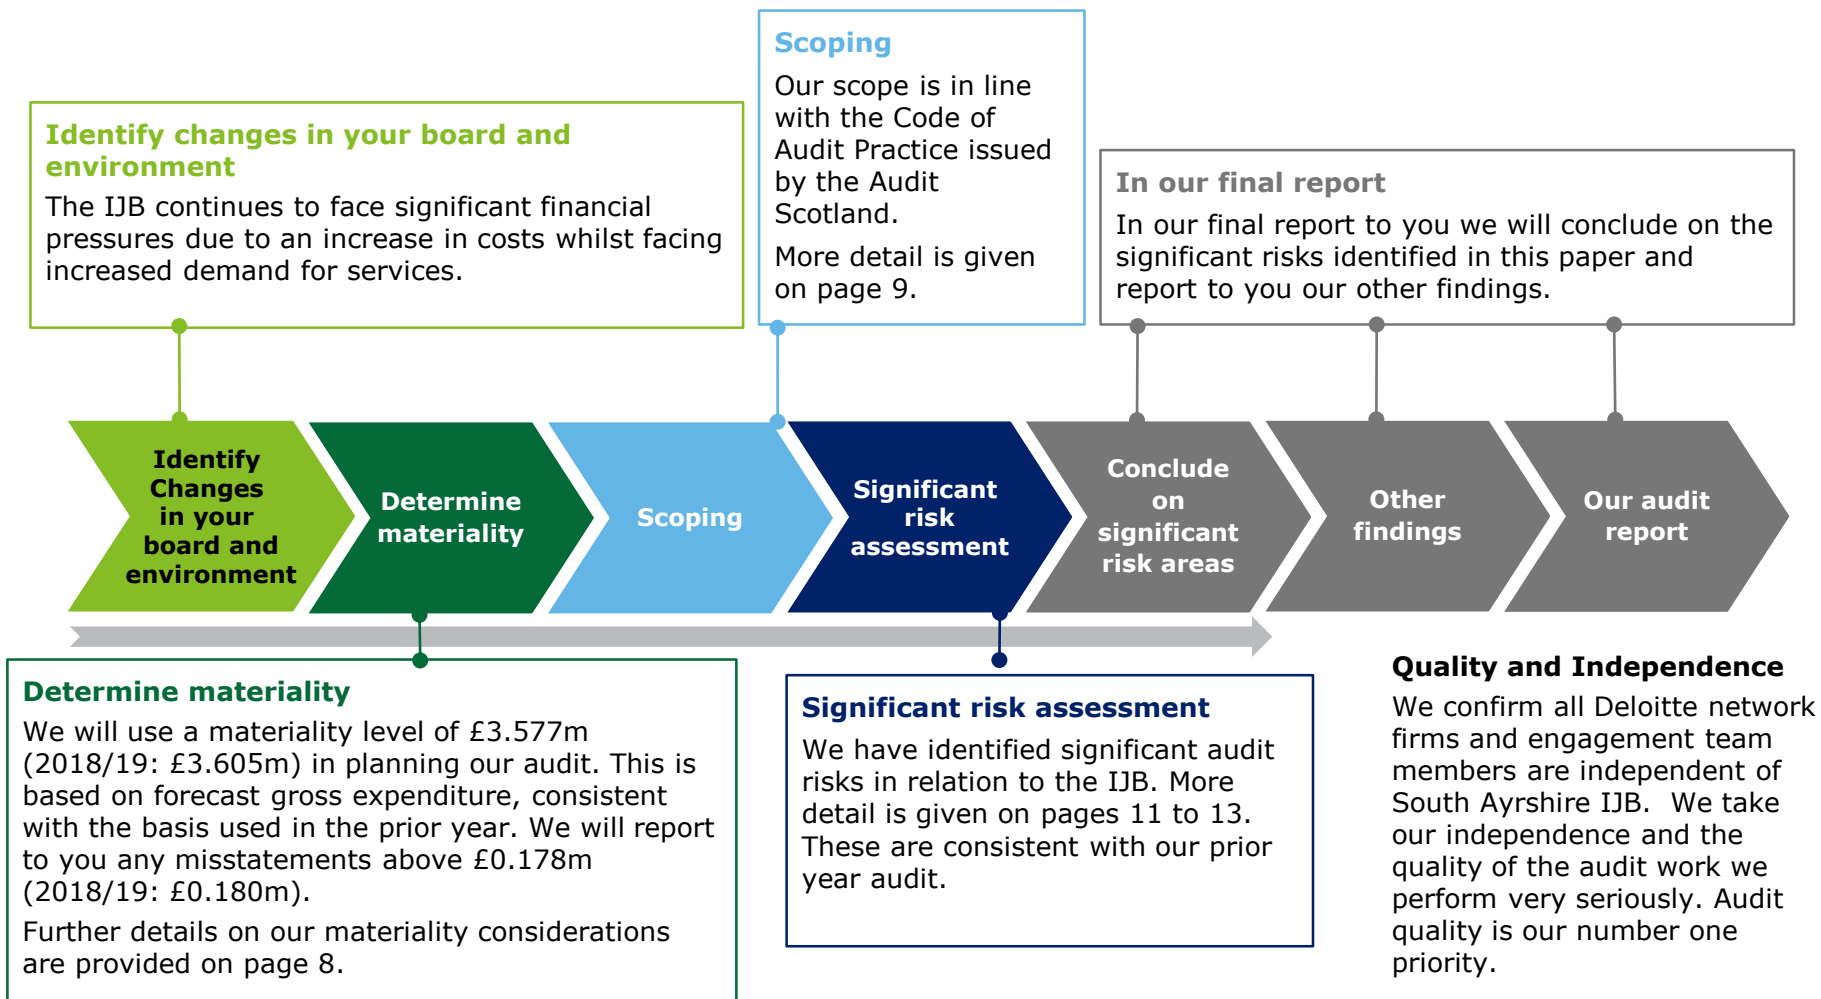 Scoping
Our scope is in line
with the Code of
Audit Practice issued
by the Audit
Scotland.
More detail is given
on page 9.
Identify changes in your board and
environment
The IJB continues to face significant financial
pressures due to an increase in costs whilst facing
increased demand for services.
In our final report
In our final report to you we will conclude on the
significant risks identified in this paper and
report to you our other findings.
Identify
Changes
in your
board and
environment
Determine
materiality
Scoping
Significant
risk
assessment
Conclude
on
significant
risk areas
Other
findings
Our audit
report
Determine materiality
We will use a materiality level of £3.577m
(2018/19: £3.605m) in planning our audit. This is
based on forecast gross expenditure, consistent
with the basis used in the prior year. We will report
to you any misstatements above £0.178m
(2018/19: £0.180m).
Further details on our materiality considerations
are provided on page 8.
Significant risk assessment
We have identified significant audit
risks in relation to the IJB. More
detail is given on pages 11 to 13.
These are consistent with our prior
year audit.
Quality and Independence
We confirm all Deloitte network
firms and engagement team
members are independent of
South Ayrshire IJB.  We take
our independence and the
quality of the audit work we
perform very seriously. Audit
quality is our number one
priority.